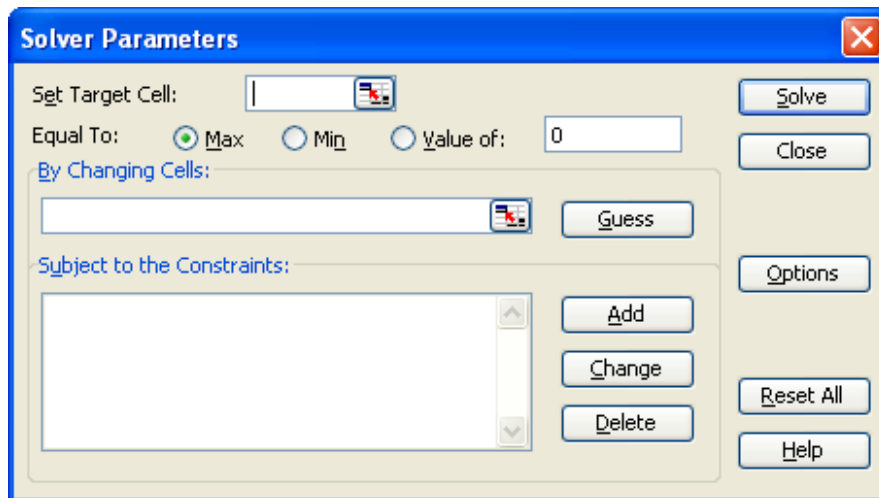 Solver Parameters
Set Target Cell:
Solve
Equal To: Max Min Value of: 0
Close
By Changing Cells:
Guess
Subject to the Constraints:
Options
Add
Change
Reset All
Delete
Help